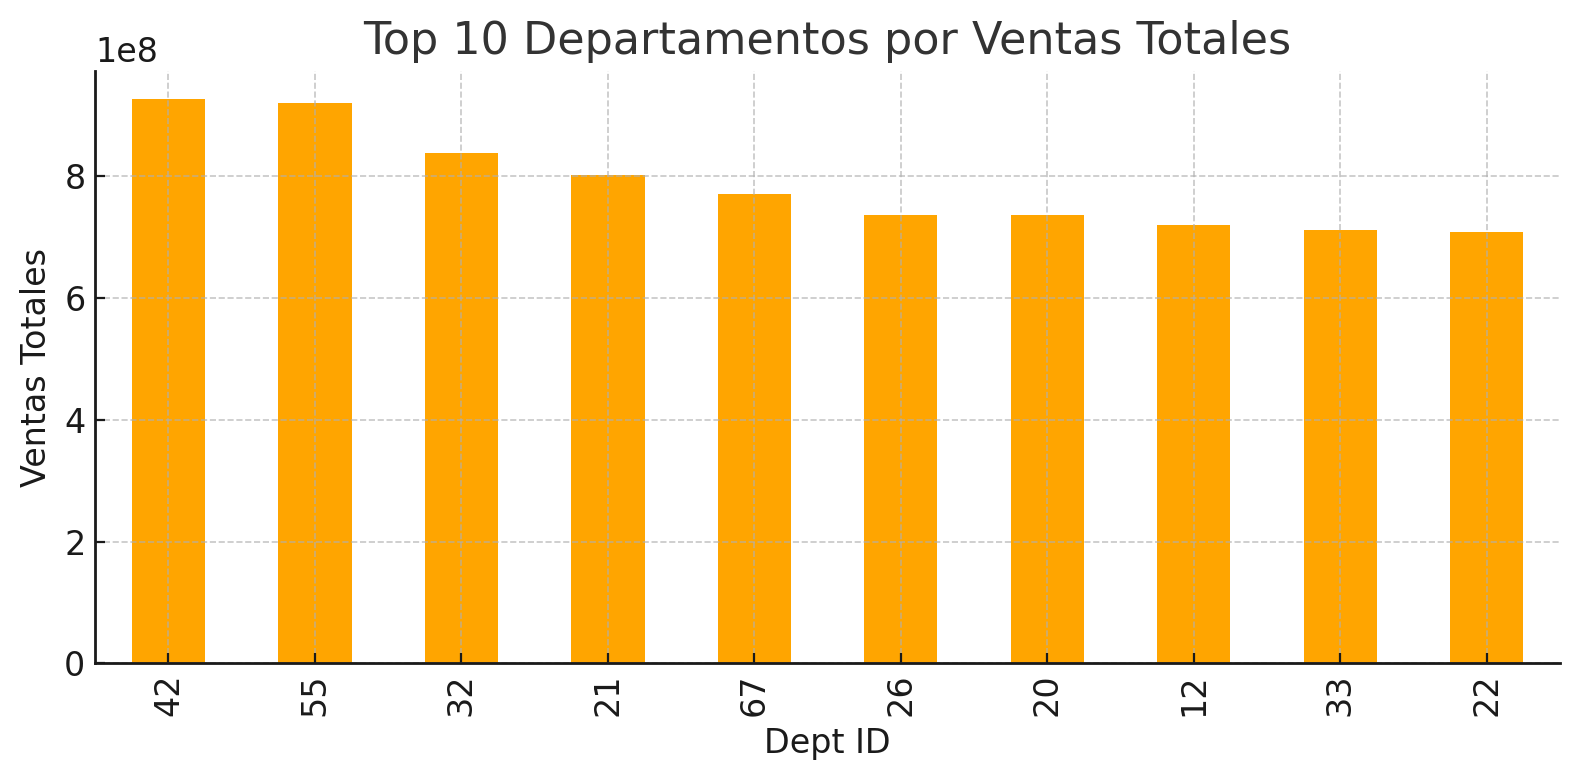 Top 10 Departamentos por Ventas Totales
1e8
8
6
4
2
0
Ventas Totales
42 55 32 21 67 26 20 12 33 22
Dept ID